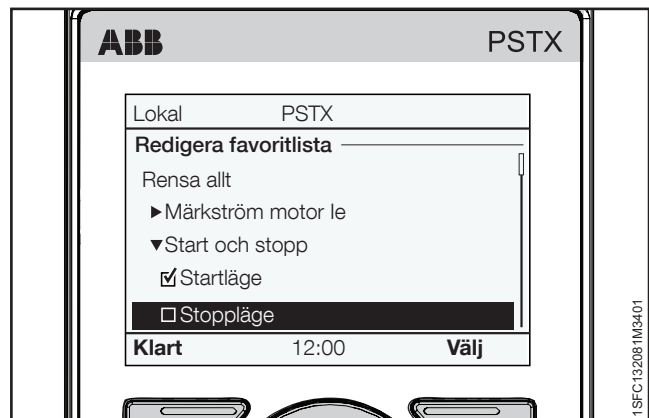 ABB PSTX
Lokal PSTX
Redigera favoritlista
Rensa allt
▶Märkström motor Ie
▼Start och stopp
☑Startläge
☐Stoppläge
Klart 12:00 Välj
1SFC132081M3401